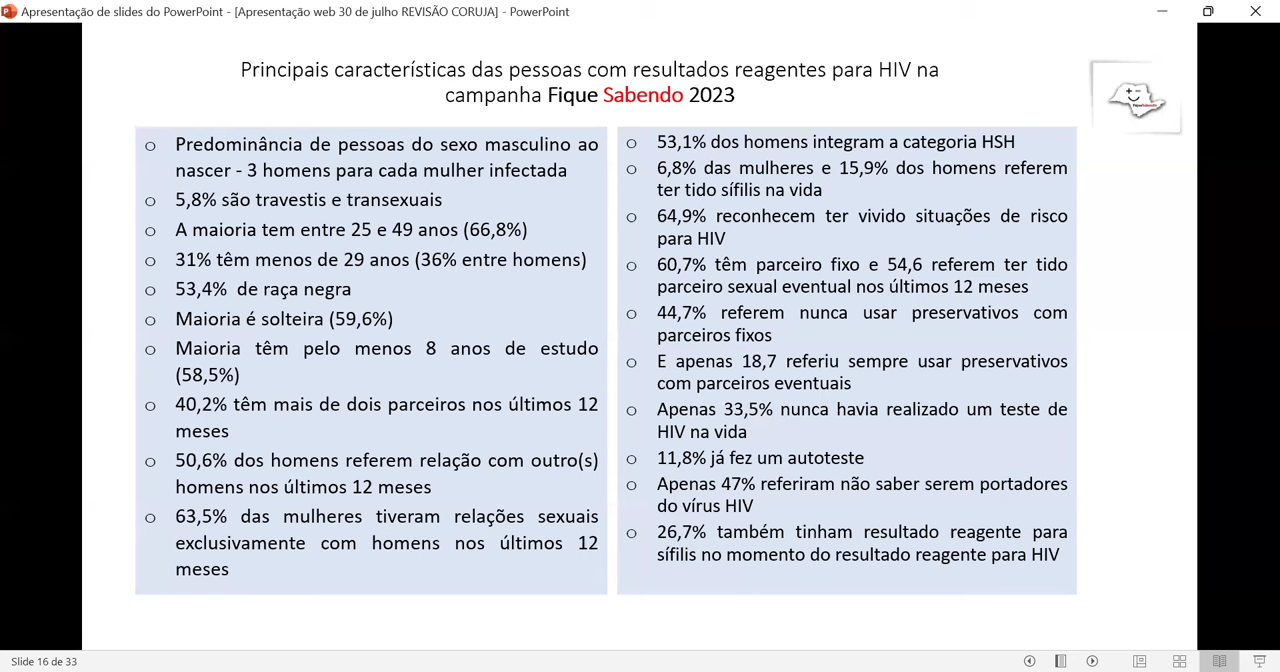 Apresentação de slides do PowerPoint - [Apresentação web 30 de julho REVISÃO CORUJA] - PowerPoint
Principais características das pessoas com resultados reagentes para HIV na
campanha Fique Sabendo 2023
o Predominância de pessoas do sexo masculino ao
nascer - 3 homens para cada mulher infectada
o 5,8% são travestis e transexuais
o A maioria tem entre 25 e 49 anos (66,8%)
o 31% têm menos de 29 anos (36% entre homens)
o 53,4% de raça negra
o Maioria é solteira (59,6%)
o Maioria têm pelo menos 8 anos de estudo
(58,5%)
o 40,2% têm mais de dois parceiros nos últimos 12
meses
o 50,6% dos homens referem relação com outro(s)
homens nos últimos 12 meses
o 63,5% das mulheres tiveram relações sexuais
exclusivamente com homens nos últimos 12
meses
o 53,1% dos homens integram a categoria HSH
o 6,8% das mulheres e 15,9% dos homens referem
ter tido sífilis na vida
o 64,9% reconhecem ter vivido situações de risco
para HIV
o 60,7% têm parceiro fixo e 54,6 referem ter tido
parceiro sexual eventual nos últimos 12 meses
o 44,7% referem nunca usar preservativos com
parceiros fixos
o E apenas 18,7 referiu sempre usar preservativos
com parceiros eventuais
o Apenas 33,5% nunca havia realizado um teste de
HIV na vida
o 11,8% já fez um autoteste
o Apenas 47% referiram não saber serem portadores
do vírus HIV
o 26,7% também tinham resultado reagente para
sífilis no momento do resultado reagente para HIV
Slide 16 de 33